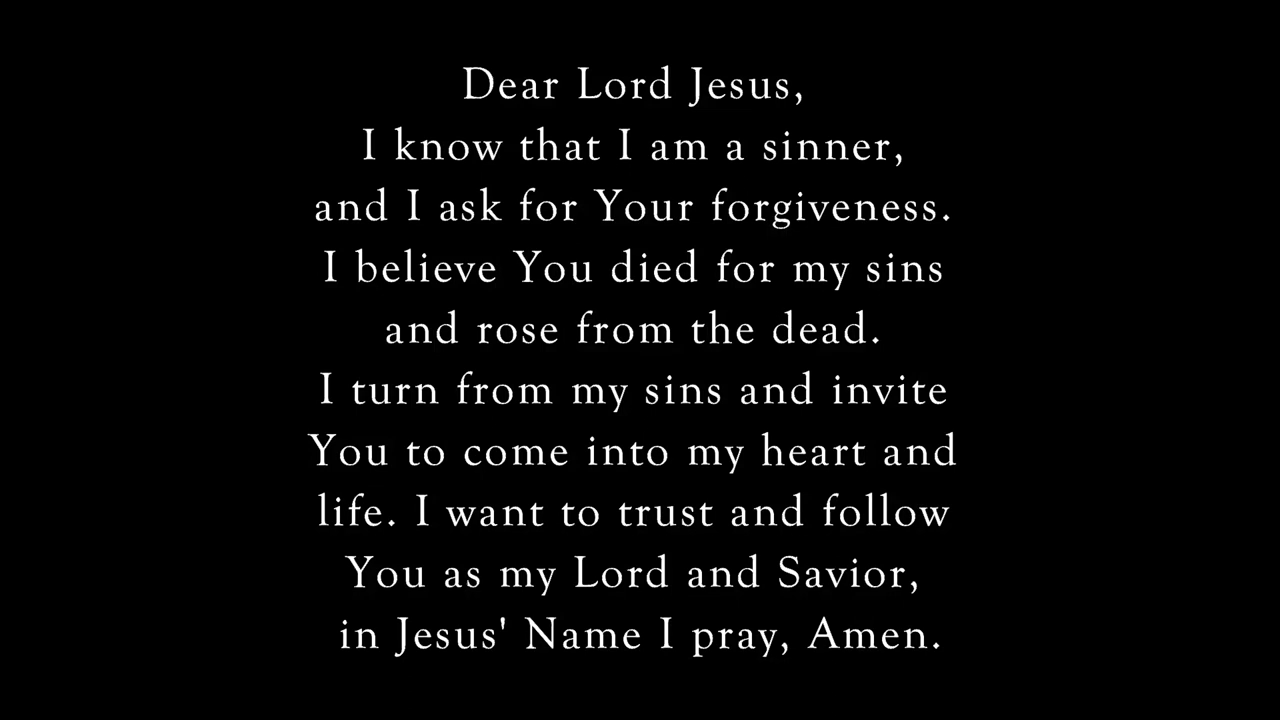 Dear Lord Jesus,
I know that I am a sinner,
and I ask for Your forgiveness.
I believe You died for my sins
and rose from the dead.
I turn from my sins and invite
You to come into my heart and
life. I want to trust and follow
You as my Lord and Savior,
in Jesus' Name I pray, Amen.